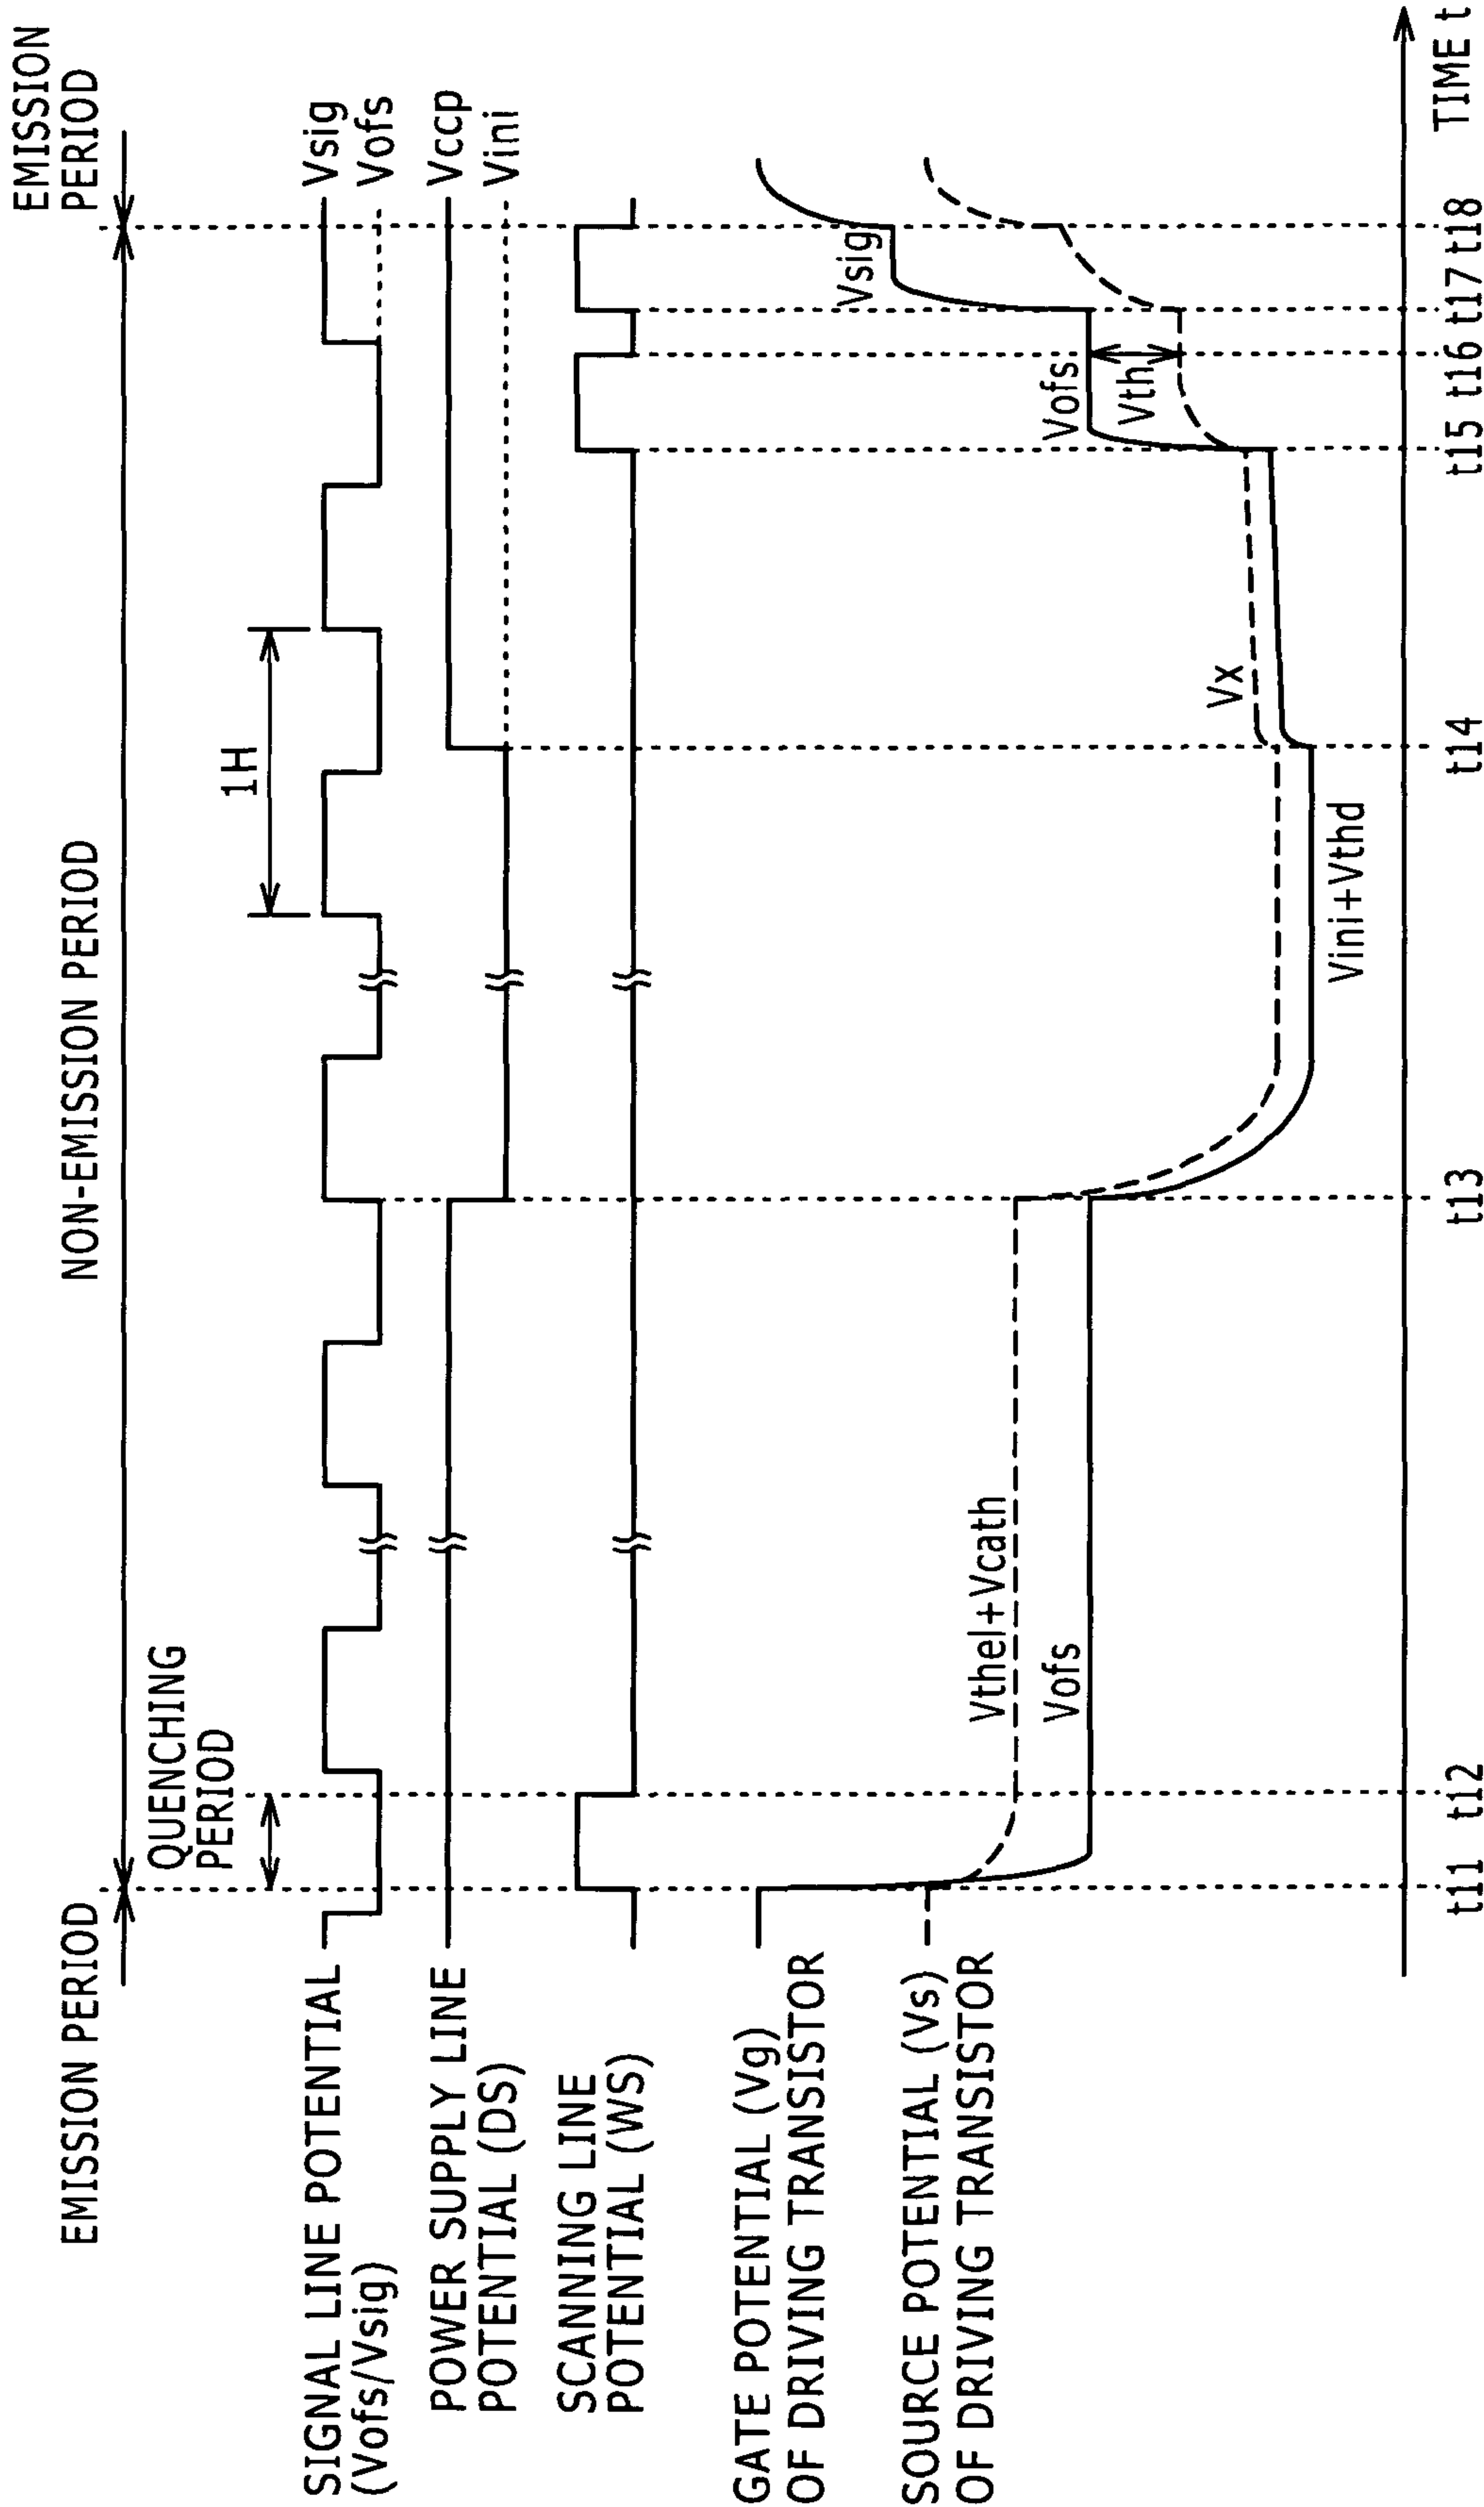 EMISSION PERIOD
NON-EMISSION PERIOD
EMISSION
PERIOD
QUENCHING
PERIOD
1H
SIGNAL LINE POTENTIAL
(Vofs/Vsig)
Vsig
Vofs
POWER SUPPLY LINE
POTENTIAL (DS)
Vccp
Vini
SCANNING LINE
POTENTIAL (WS)
GATE POTENTIAL (Vg)
OF DRIVING TRANSISTOR
SOURCE POTENTIAL (Vs)
OF DRIVING TRANSISTOR
Vthel+Vcath
Vofs
Vini+Vthd
Vx
Vofs
Vth
Vsig
t11 t12 t13 t14 t15 t16 t17 t18
TIME t